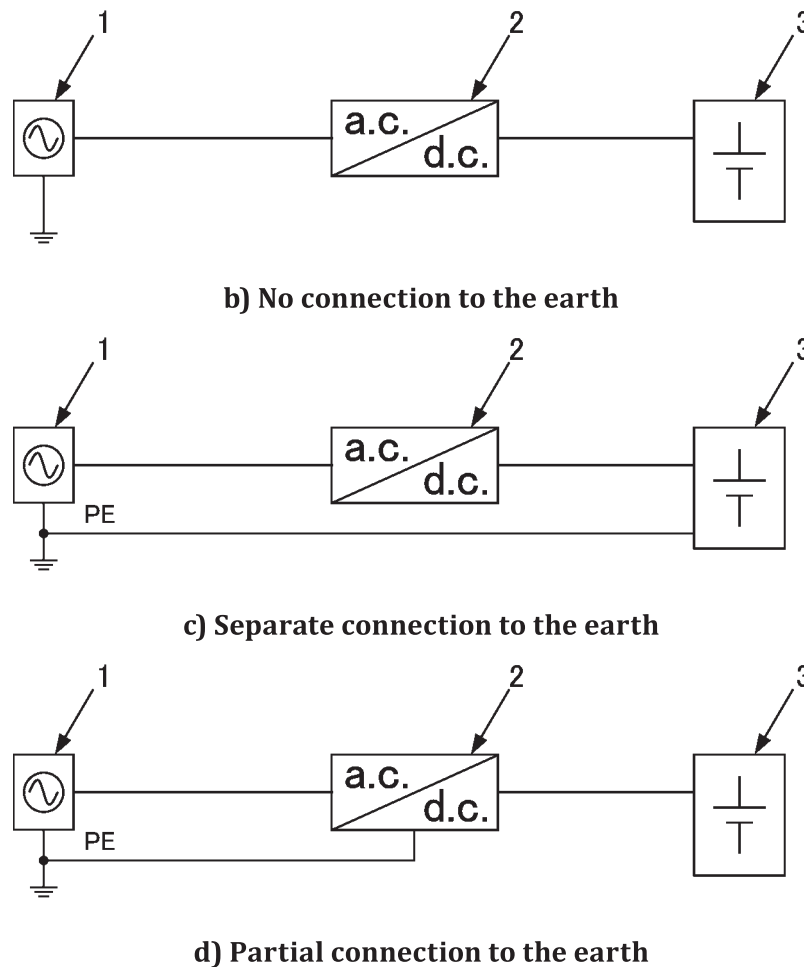 1 2 3
a.c.
d.c.
b) No connection to the earth
1 2 3
a.c.
d.c.
PE
c) Separate connection to the earth
1 2 3
a.c.
d.c.
PE
d) Partial connection to the earth